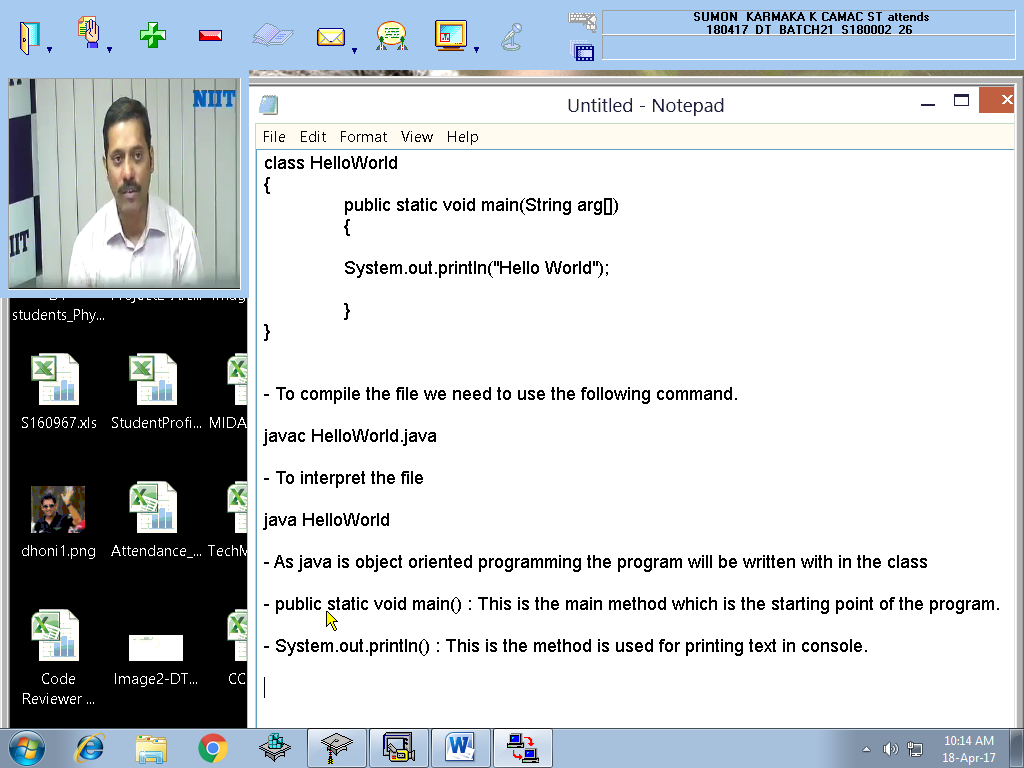 SUMON KARMAKA K CAMAC ST attends
180417 DT BATCH21 S180002 26
NIIT
IIT
Untitled - Notepad
File Edit Format View Help
class HelloWorld
{
public static void main(String arg[])
{
System.out.println("Hello World");
}
}
- To compile the file we need to use the following command.
javac HelloWorld.java
- To interpret the file
java HelloWorld
- As java is object oriented programming the program will be written with in the class
- public static void main() : This is the main method which is the starting point of the program.
- System.out.println() : This is the method is used for printing text in console.
students_Phy...
S160967.xls StudentProfi... MIDA
dhoni1.png Attendance_... TechM
Code Reviewer ...
Image2-DT...
CC
10:14 AM
18-Apr-17